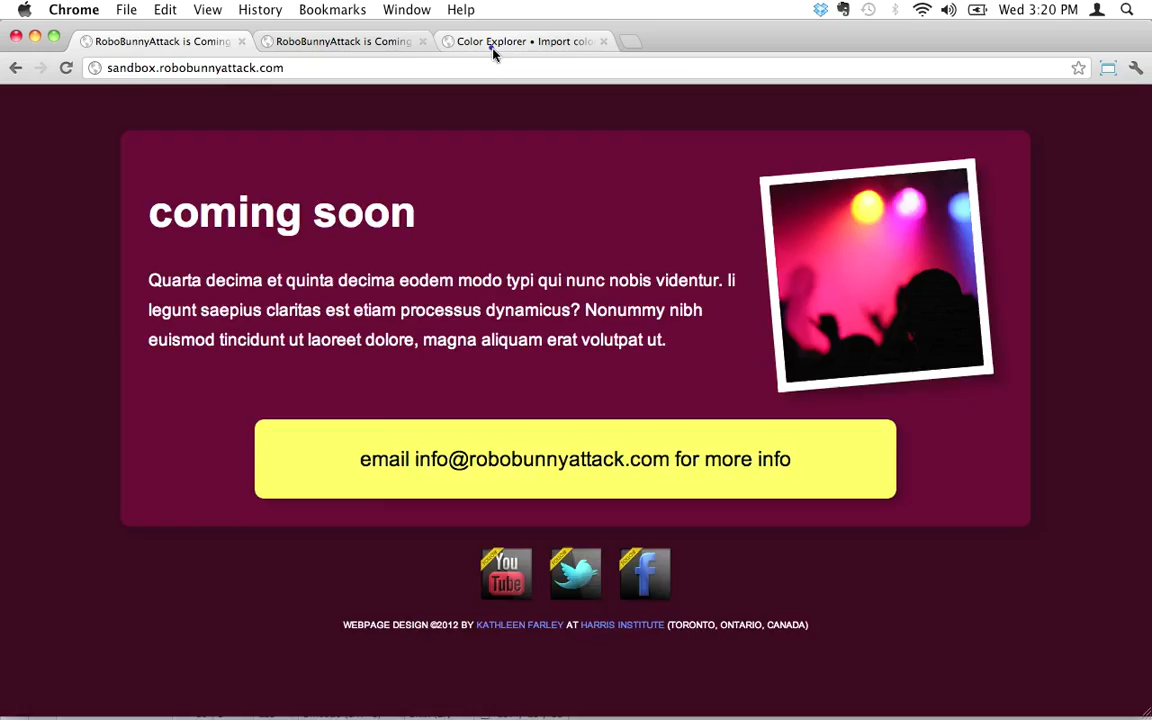 Chrome File Edit View History Bookmarks Window Help Wed 3:20 PM
RoboBunnyAttack is Coming RoboBunnyAttack is Coming Color Explorer • Import colo
sandbox.robobunnyattack.com
coming soon
Quarta decima et quinta decima eodem modo typi qui nunc nobis videntur. Ii
legunt saepius claritas est etiam processus dynamicus? Nonummy nibh
euismod tincidunt ut laoreet dolore, magna aliquam erat volutpat ut.
email info@robobunnyattack.com for more info
You
Tube
WEBPAGE DESIGN ©2012 BY KATHLEEN FARLEY AT HARRIS INSTITUTE (TORONTO, ONTARIO, CANADA)